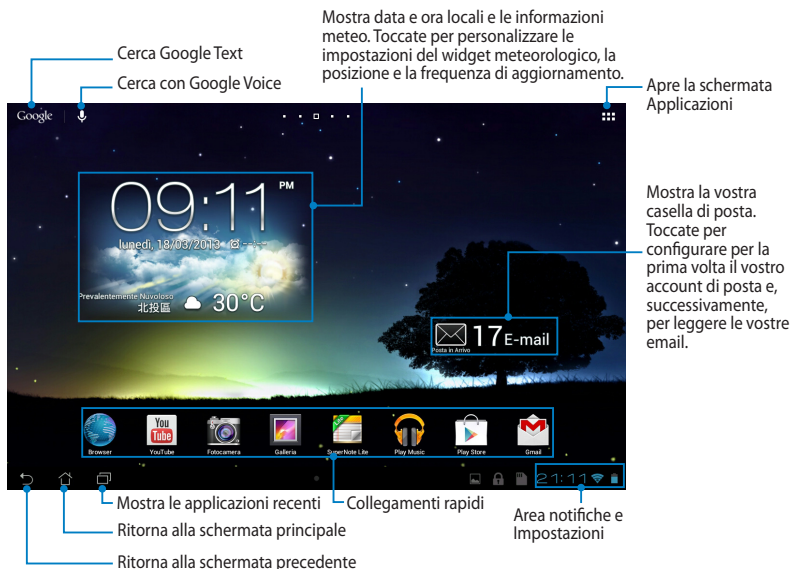 Mostra data e ora locali e le informazioni
meteo. Toccate per personalizzare le
impostazioni del widget meteorologico, la
posizione e la frequenza di aggiornamento.
Cerca Google Text
Cerca con Google Voice
Apre la schermata
Applicazioni
Google
09:11 PM
lunedì, 18/03/2013 --:--
Prevalentemente Nuvoloso
北投區
30°C
Mostra la vostra
casella di posta.
Toccate per
configurare per la
prima volta il vostro
account di posta e,
successivamente,
per leggere le vostre
email.
17 E-mail
Posta in Arrivo
You
Tube
Browser
YouTube
Fotocamera
Galleria
SuperNote Lite
Play Music
Play Store
Gmail
21:11
Mostra le applicazioni recenti
Collegamenti rapidi
Area notifiche e
Impostazioni
Ritorna alla schermata principale
Ritorna alla schermata precedente